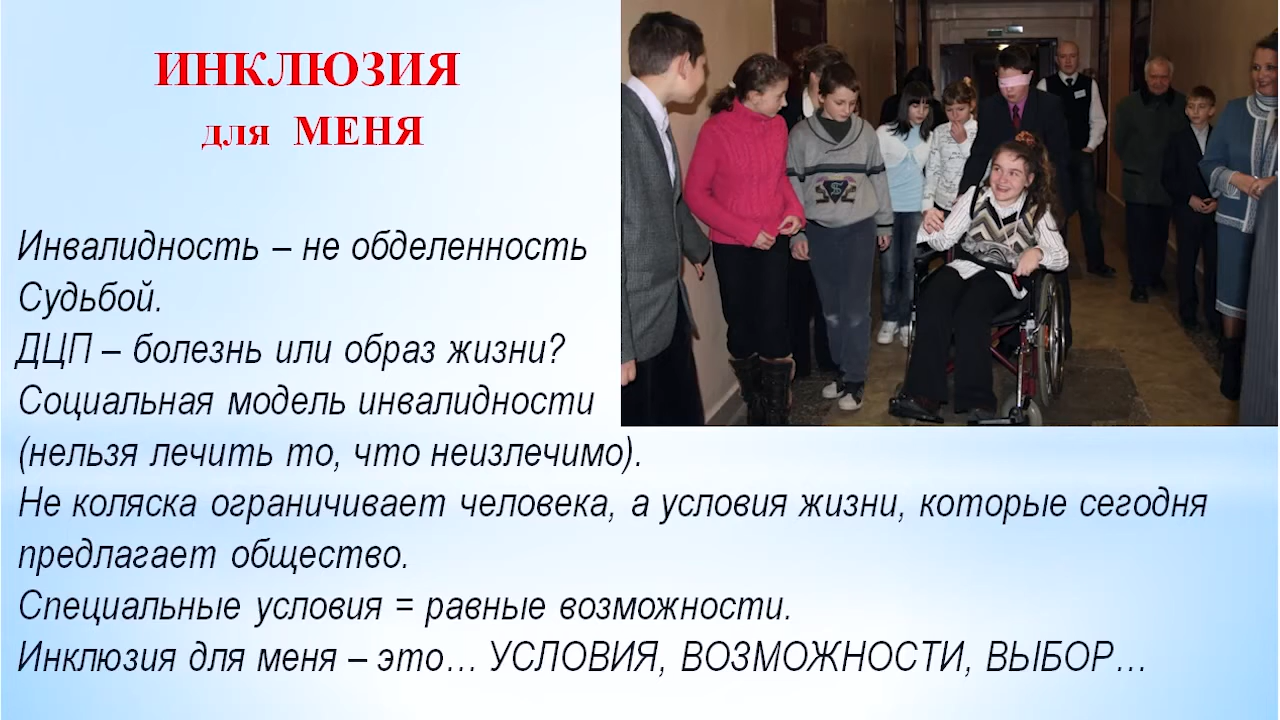 ИНКЛЮЗИЯ
для МЕНЯ
Инвалидность – не обделенность
Судьбой.
ДЦП – болезнь или образ жизни?
Социальная модель инвалидности
(нельзя лечить то, что неизлечимо).
Не коляска ограничивает человека, а условия жизни, которые сегодня
предлагает общество.
Специальные условия = равные возможности.
Инклюзия для меня – это… УСЛОВИЯ, ВОЗМОЖНОСТИ, ВЫБОР…